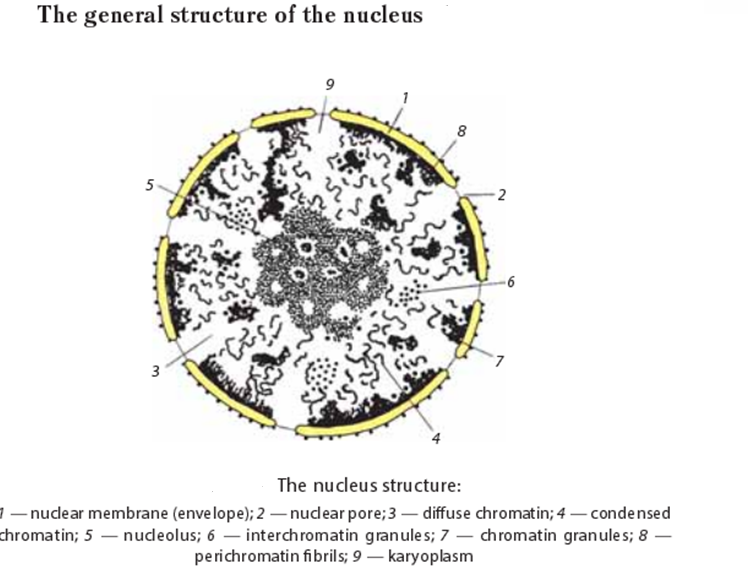 The general structure of the nucleus
9
1
8
5
2
6
7
3
4
The nucleus structure:
1 — nuclear membrane (envelope); 2 — nuclear pore; 3 — diffuse chromatin; 4 — condensed
chromatin; 5 — nucleolus; 6 — interchromatin granules; 7 — chromatin granules; 8 —
perichromatin fibrils; 9 — karyoplasm